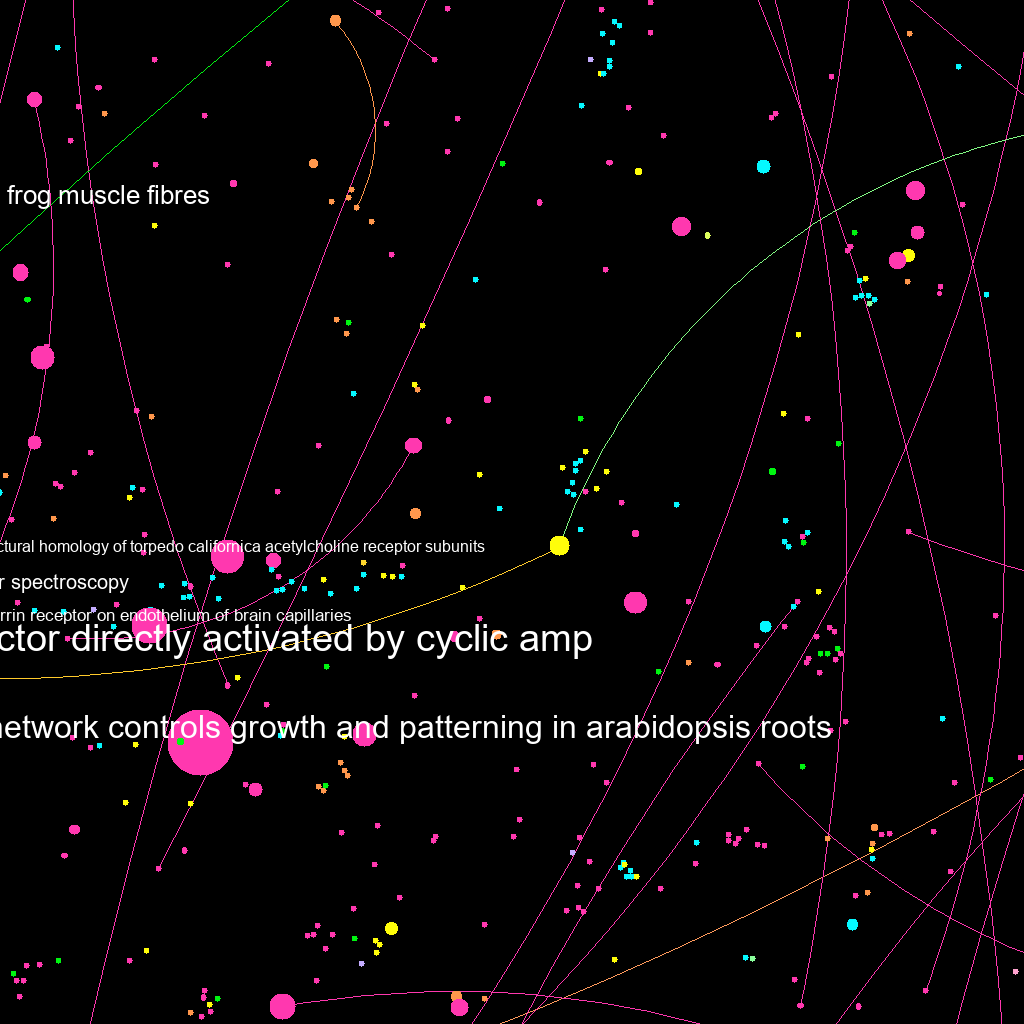 frog muscle fibres
ctural homology of torpedo californica acetylcholine receptor subunits
r spectroscopy
rrin receptor on endothelium of brain capillaries
ctor directly activated by cyclic amp
network controls growth and patterning in arabidopsis roots